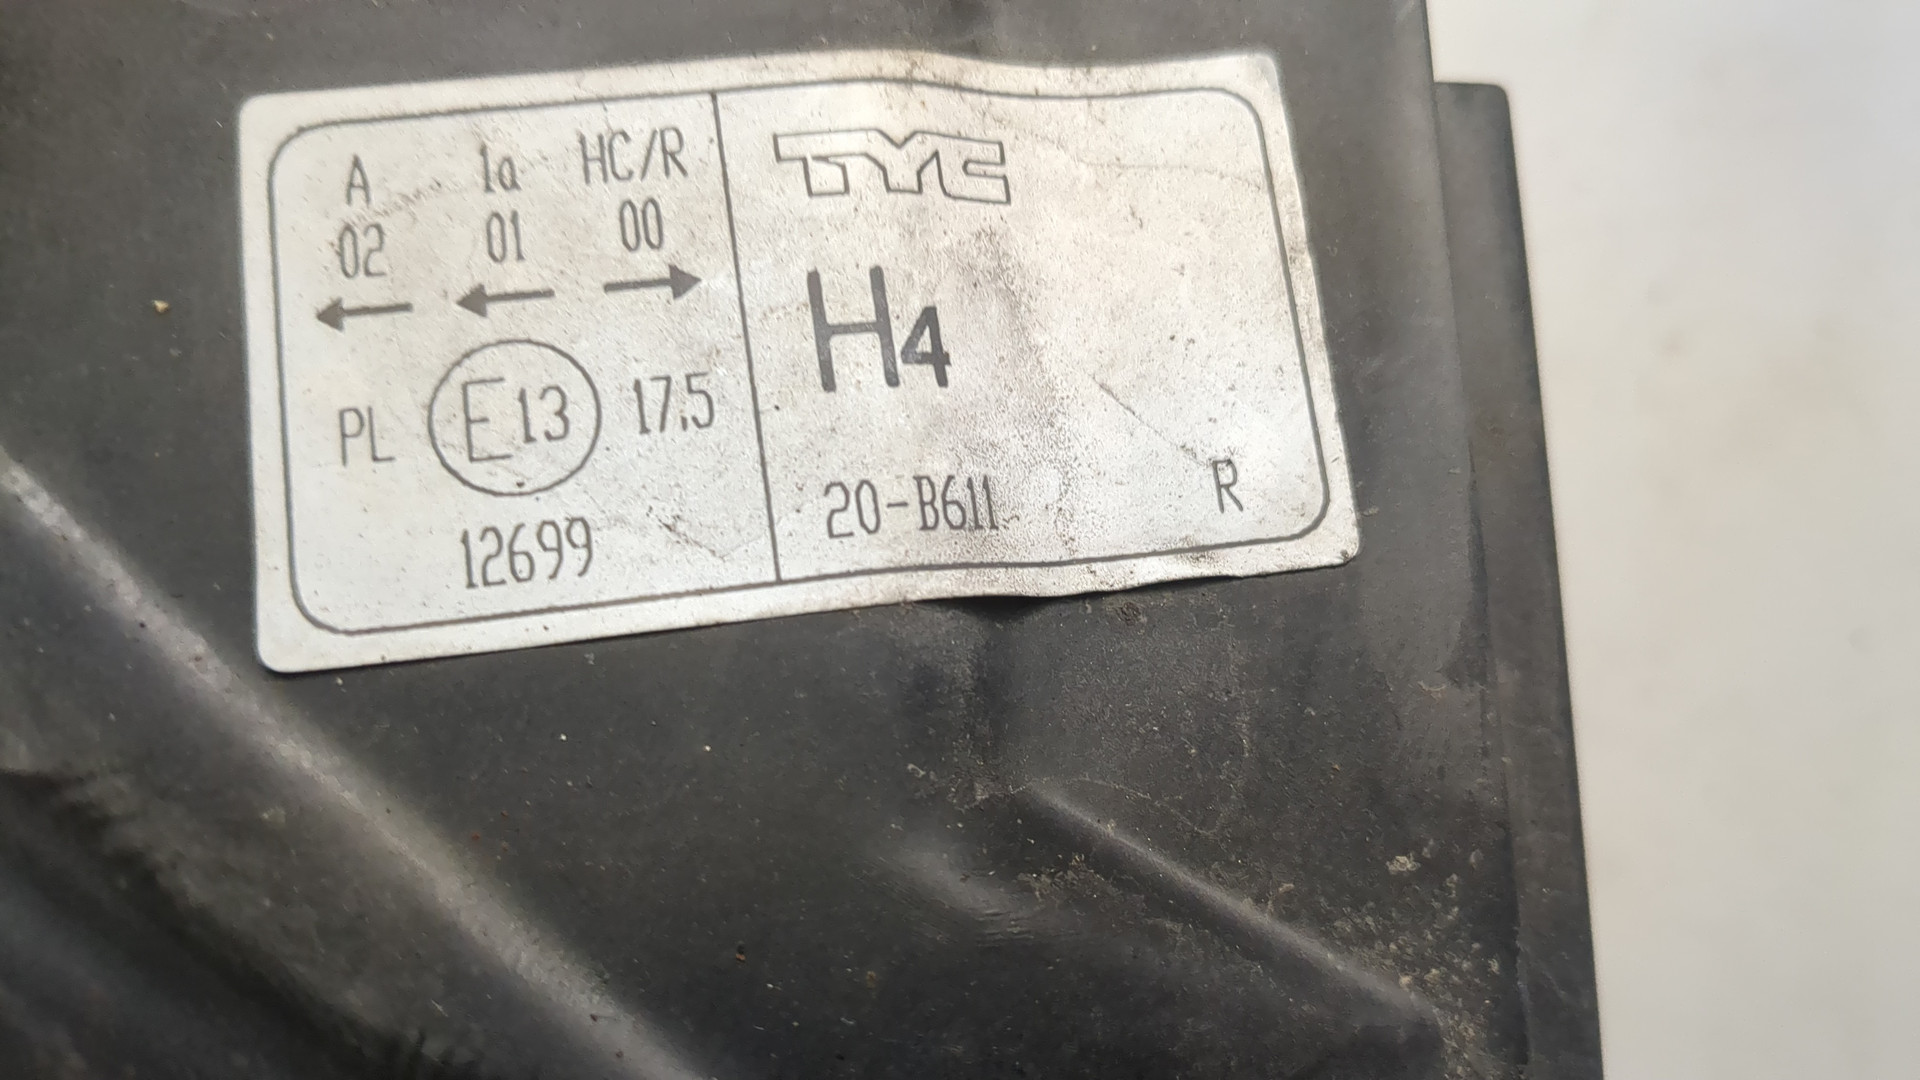 A 1a HC/R
02 01 00
PL E13 17.5
12699
TYC
H4
20-B611 R